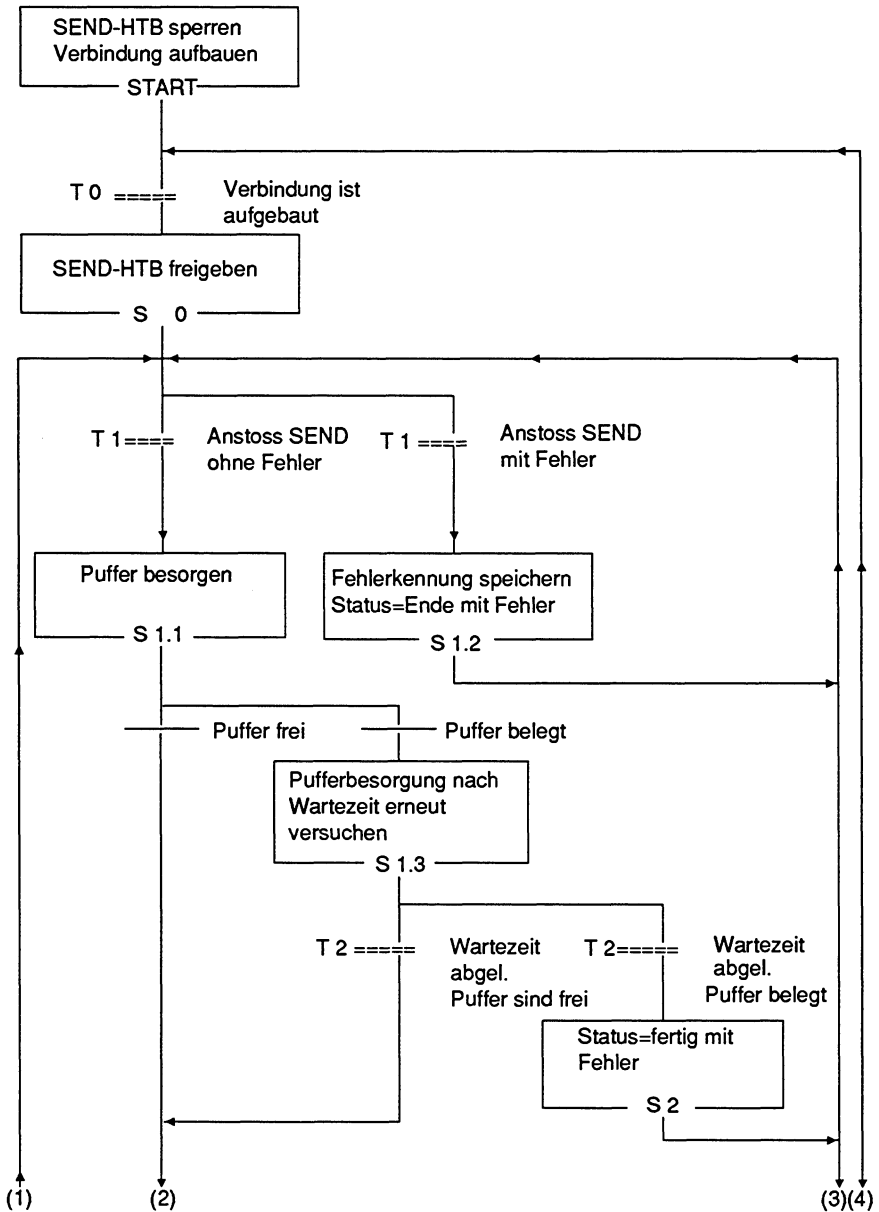 SEND-HTB sperren
Verbindung aufbauen
START
T 0 =====
Verbindung ist
aufgebaut
SEND-HTB freigeben
S 0
T 1====
Anstoss SEND
ohne Fehler
T 1 ====
Anstoss SEND
mit Fehler
Puffer besorgen
S 1.1
Fehlerkennung speichern
Status=Ende mit Fehler
S 1.2
Puffer frei
Puffer belegt
Pufferbesorgung nach
Wartezeit erneut
versuchen
S 1.3
T 2 =====
Wartezeit
abgel.
Puffer sind frei
T 2=====
Wartezeit
abgel.
Puffer belegt
Status=fertig mit
Fehler
S 2
(1)
(2)
(3)(4)